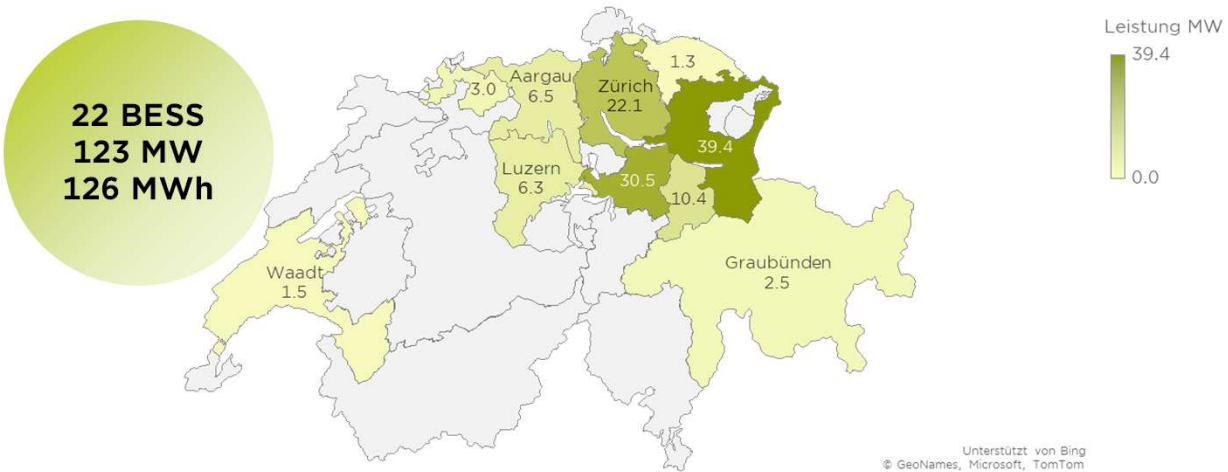 22 BESS
123 MW
126 MWh
Leistung MW
39.4
0.0
1.3
Aargau
6.5
3.0
Zürich
22.1
39.4
Luzern
6.3
30.5
10.4
Graubünden
2.5
Waadt
1.5
Unterstützt von Bing
© GeoNames, Microsoft, TomTom